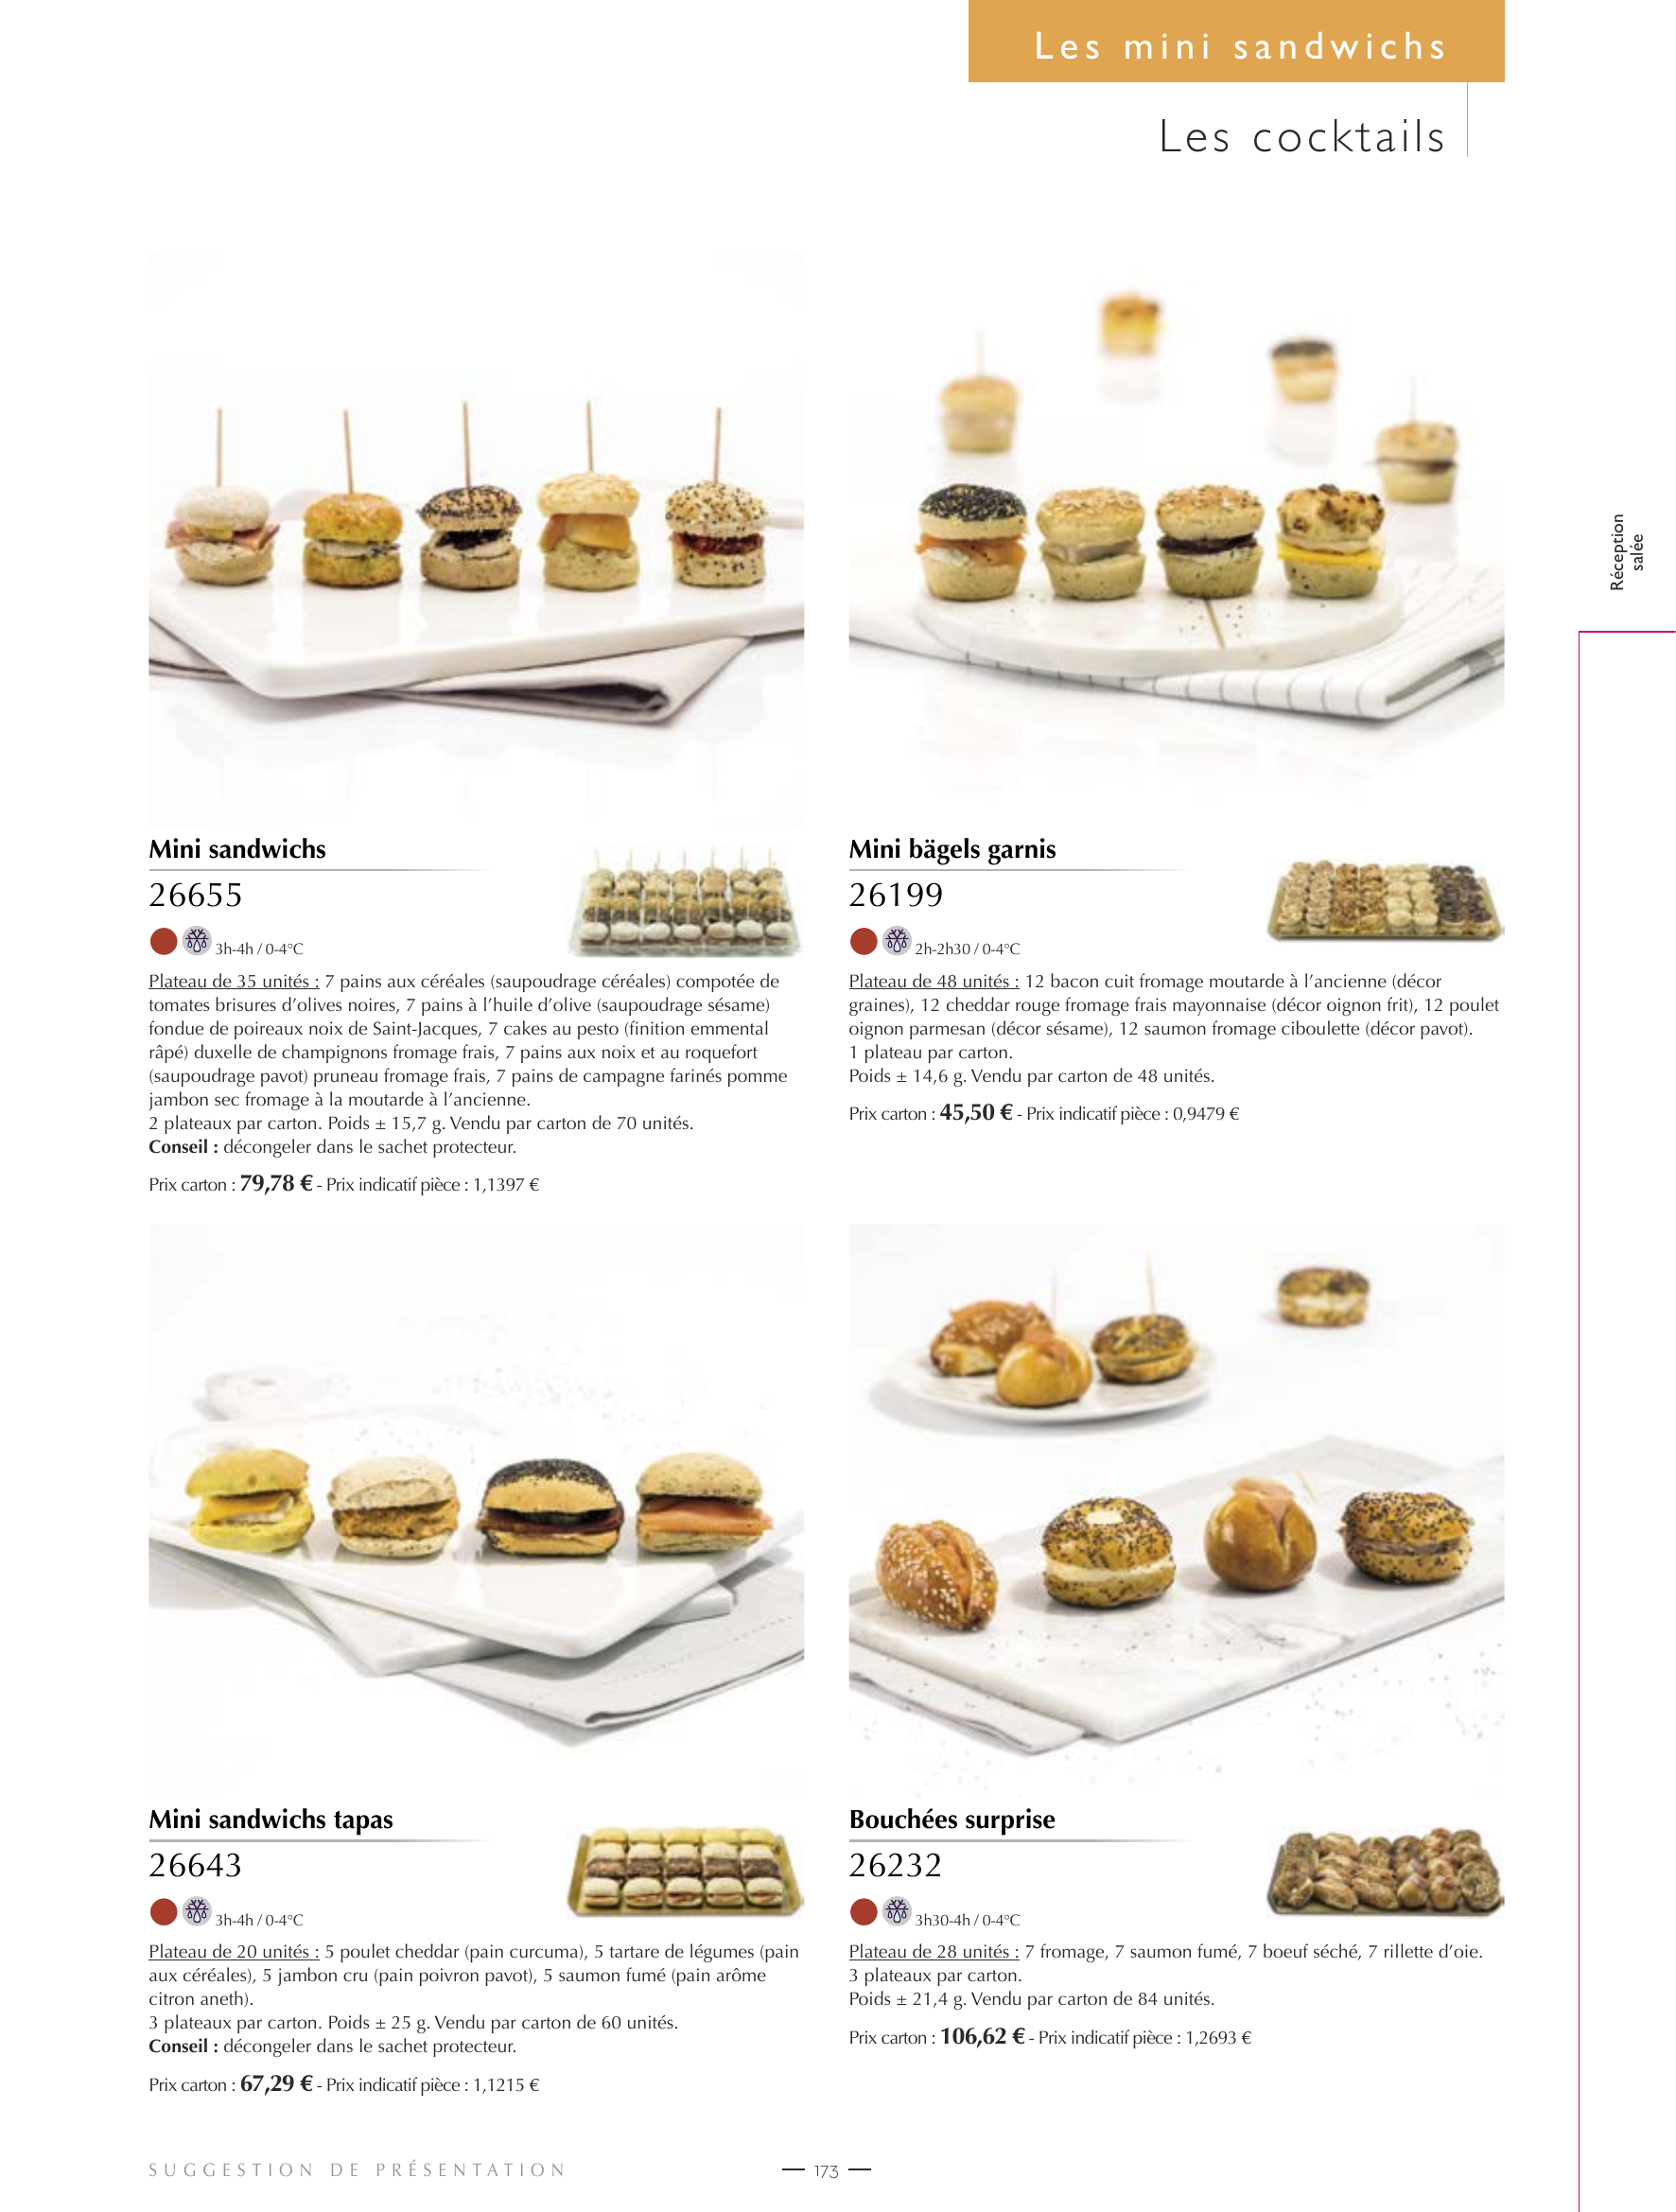 Les mini sandwichs
Les cocktails
Réception
salée
Mini sandwichs
26655
3h-4h / 0-4°C
Plateau de 35 unités : 7 pains aux céréales (saupoudrage céréales) compotée de
tomates brisures d’olives noires, 7 pains à l’huile d’olive (saupoudrage sésame)
fondue de poireaux noix de Saint-Jacques, 7 cakes au pesto (finition emmental
râpé) duxelle de champignons fromage frais, 7 pains aux noix et au roquefort
(saupoudrage pavot) pruneau fromage frais, 7 pains de campagne farinés pomme
jambon sec fromage à la moutarde à l’ancienne.
2 plateaux par carton. Poids ± 15,7 g. Vendu par carton de 70 unités.
Conseil : décongeler dans le sachet protecteur.
Prix carton : 79,78 € - Prix indicatif pièce : 1,1397 €
Mini bägels garnis
26199
2h-2h30 / 0-4°C
Plateau de 48 unités : 12 bacon cuit fromage moutarde à l’ancienne (décor
graines), 12 cheddar rouge fromage frais mayonnaise (décor oignon frit), 12 poulet
oignon parmesan (décor sésame), 12 saumon fromage ciboulette (décor pavot).
1 plateau par carton.
Poids ± 14,6 g. Vendu par carton de 48 unités.
Prix carton : 45,50 € - Prix indicatif pièce : 0,9479 €
Mini sandwichs tapas
26643
3h-4h / 0-4°C
Plateau de 20 unités : 5 poulet cheddar (pain curcuma), 5 tartare de légumes (pain
aux céréales), 5 jambon cru (pain poivron pavot), 5 saumon fumé (pain arôme
citron aneth).
3 plateaux par carton. Poids ± 25 g. Vendu par carton de 60 unités.
Conseil : décongeler dans le sachet protecteur.
Prix carton : 67,29 € - Prix indicatif pièce : 1,1215 €
Bouchées surprise
26232
3h30-4h / 0-4°C
Plateau de 28 unités : 7 fromage, 7 saumon fumé, 7 boeuf séché, 7 rillette d’oie.
3 plateaux par carton.
Poids ± 21,4 g. Vendu par carton de 84 unités.
Prix carton : 106,62 € - Prix indicatif pièce : 1,2693 €
SUGGESTION DE PRÉSENTATION
173